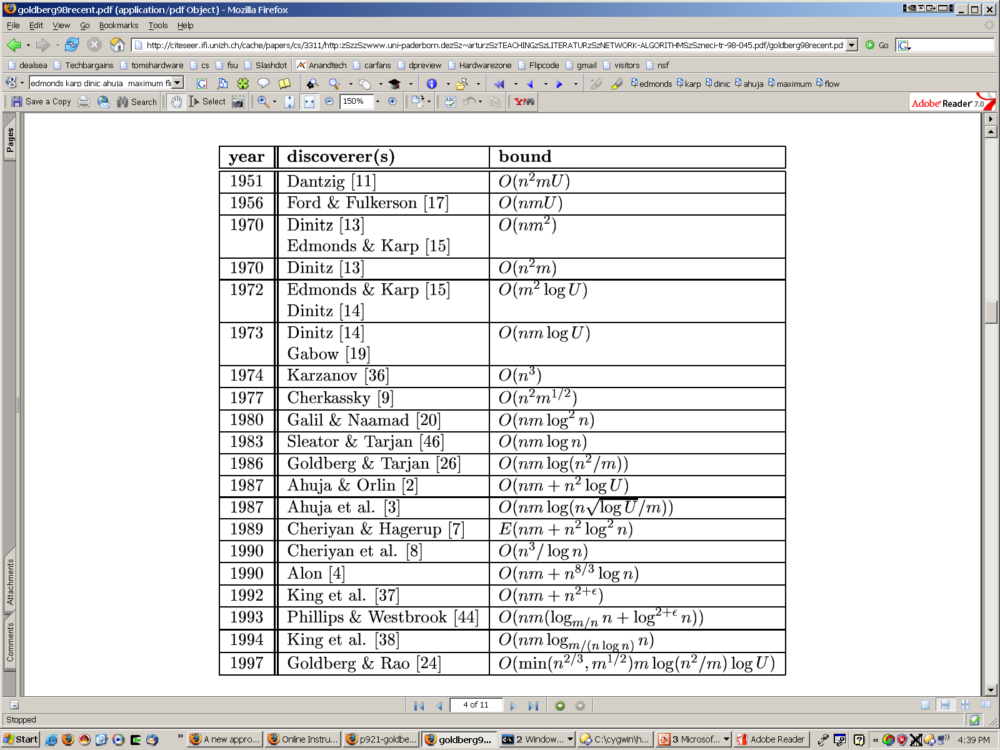 goldberg98recent.pdf (application/pdf Object) - Mozilla Firefox
File Edit View Go Bookmarks Tools Help
http://citeseer.ifi.unizh.ch/cache/papers/cs/3311/http:zSzzSzwww.uni-paderborn.dezSz~arturzSzTEACHINGzSzLITERATURzSzNETWORK-ALGORITHMSzSzneci-tr-98-045.pdf/goldberg98recent.pd Go
dealsea Techbargains tomshardware cs fsu Slashdot Anandtech carfans dpreview Hardwarezone Flipcode gmail visitors nsf
edmonds karp dinic ahuja maximum fl edmonds karp dinic ahuja maximum flow
Save a Copy Search Select 150% Y! Adobe Reader 7.0
Pages
Attachments
Comments
year discoverer(s) bound
1951 Dantzig [11] O(n²mU)
1956 Ford & Fulkerson [17] O(nmU)
1970 Dinitz [13] O(nm²)
Edmonds & Karp [15]
1970 Dinitz [13] O(n²m)
1972 Edmonds & Karp [15] O(m² log U)
Dinitz [14]
1973 Dinitz [14] O(nm log U)
Gabow [19]
1974 Karzanov [36] O(n³)
1977 Cherkassky [9] O(n²m^{1/2})
1980 Galil & Naamad [20] O(nm log² n)
1983 Sleator & Tarjan [46] O(nm log n)
1986 Goldberg & Tarjan [26] O(nm log(n²/m))
1987 Ahuja & Orlin [2] O(nm + n² log U)
1987 Ahuja et al. [3] O(nm log(n√(log U)/m))
1989 Cheriyan & Hagerup [7] E(nm + n² log² n)
1990 Cheriyan et al. [8] O(n³/ log n)
1990 Alon [4] O(nm + n^{8/3} log n)
1992 King et al. [37] O(nm + n^{2+ϵ})
1993 Phillips & Westbrook [44] O(nm(log_{m/n} n + log^{2+ϵ} n))
1994 King et al. [38] O(nm log_{m/(n log n)} n)
1997 Goldberg & Rao [24] O(min(n^{2/3}, m^{1/2})m log(n²/m) log U)
4 of 11
Stopped
Start » A new appro... Online Instru... p921-goldbe... goldberg9... 2 Window... C:\cygwin\h... 3 Microsof... Adobe Reader « 4:39 PM